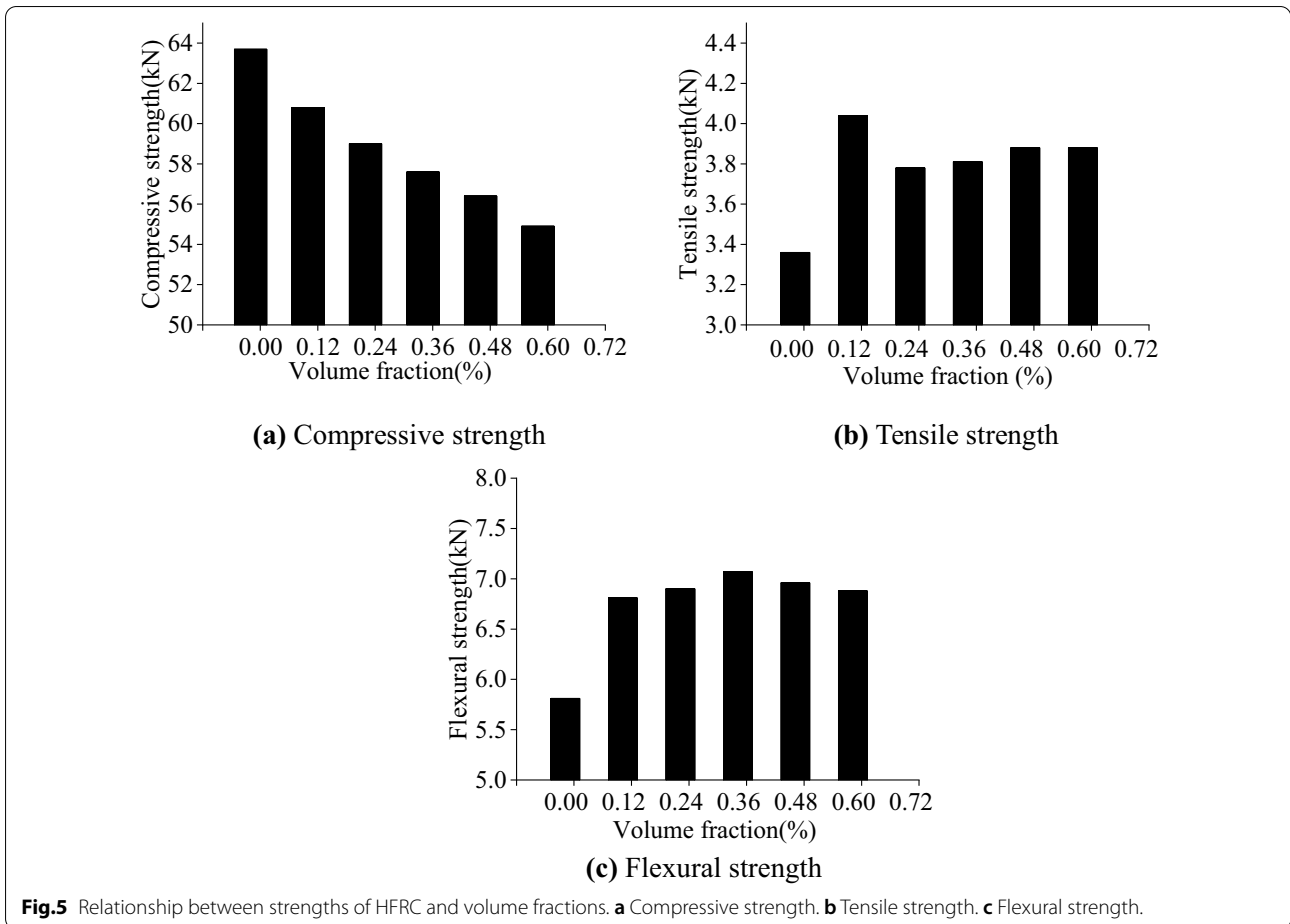 64
62
60
58
56
54
52
50
Compressive strength(kN)
0.00 0.12 0.24 0.36 0.48 0.60 0.72
Volume fraction(%)
(a) Compressive strength
4.4
4.2
4.0
3.8
3.6
3.4
3.2
3.0
Tensile strength(kN)
0.00 0.12 0.24 0.36 0.48 0.60 0.72
Volume fraction (%)
(b) Tensile strength
8.0
7.5
7.0
6.5
6.0
5.5
5.0
Flexural strength(kN)
0.00 0.12 0.24 0.36 0.48 0.60 0.72
Volume fraction(%)
(c) Flexural strength
Fig.5 Relationship between strengths of HFRC and volume fractions. a Compressive strength. b Tensile strength. c Flexural strength.